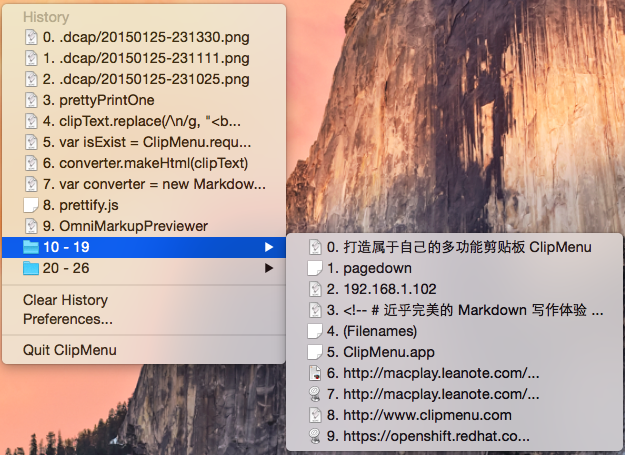 History
0. .dcap/20150125-231330.png
1. .dcap/20150125-231111.png
2. .dcap/20150125-231025.png
3. prettyPrintOne
4. clipText.replace(/\n/g, "<b...
5. var isExist = ClipMenu.requ...
6. converter.makeHtml(clipText)
7. var converter = new Markdow...
8. prettify.js
9. OmniMarkupPreviewer
10 - 19
20 - 26
Clear History
Preferences...
Quit ClipMenu
0. 打造属于自己的多功能剪贴板 ClipMenu
1. pagedown
2. 192.168.1.102
3. <!-- # 近乎完美的 Markdown 写作体验 ...
4. (Filenames)
5. ClipMenu.app
6. http://macplay.leanote.com/...
7. http://macplay.leanote.com/...
8. http://www.clipmenu.com
9. https://openshift.redhat.co...